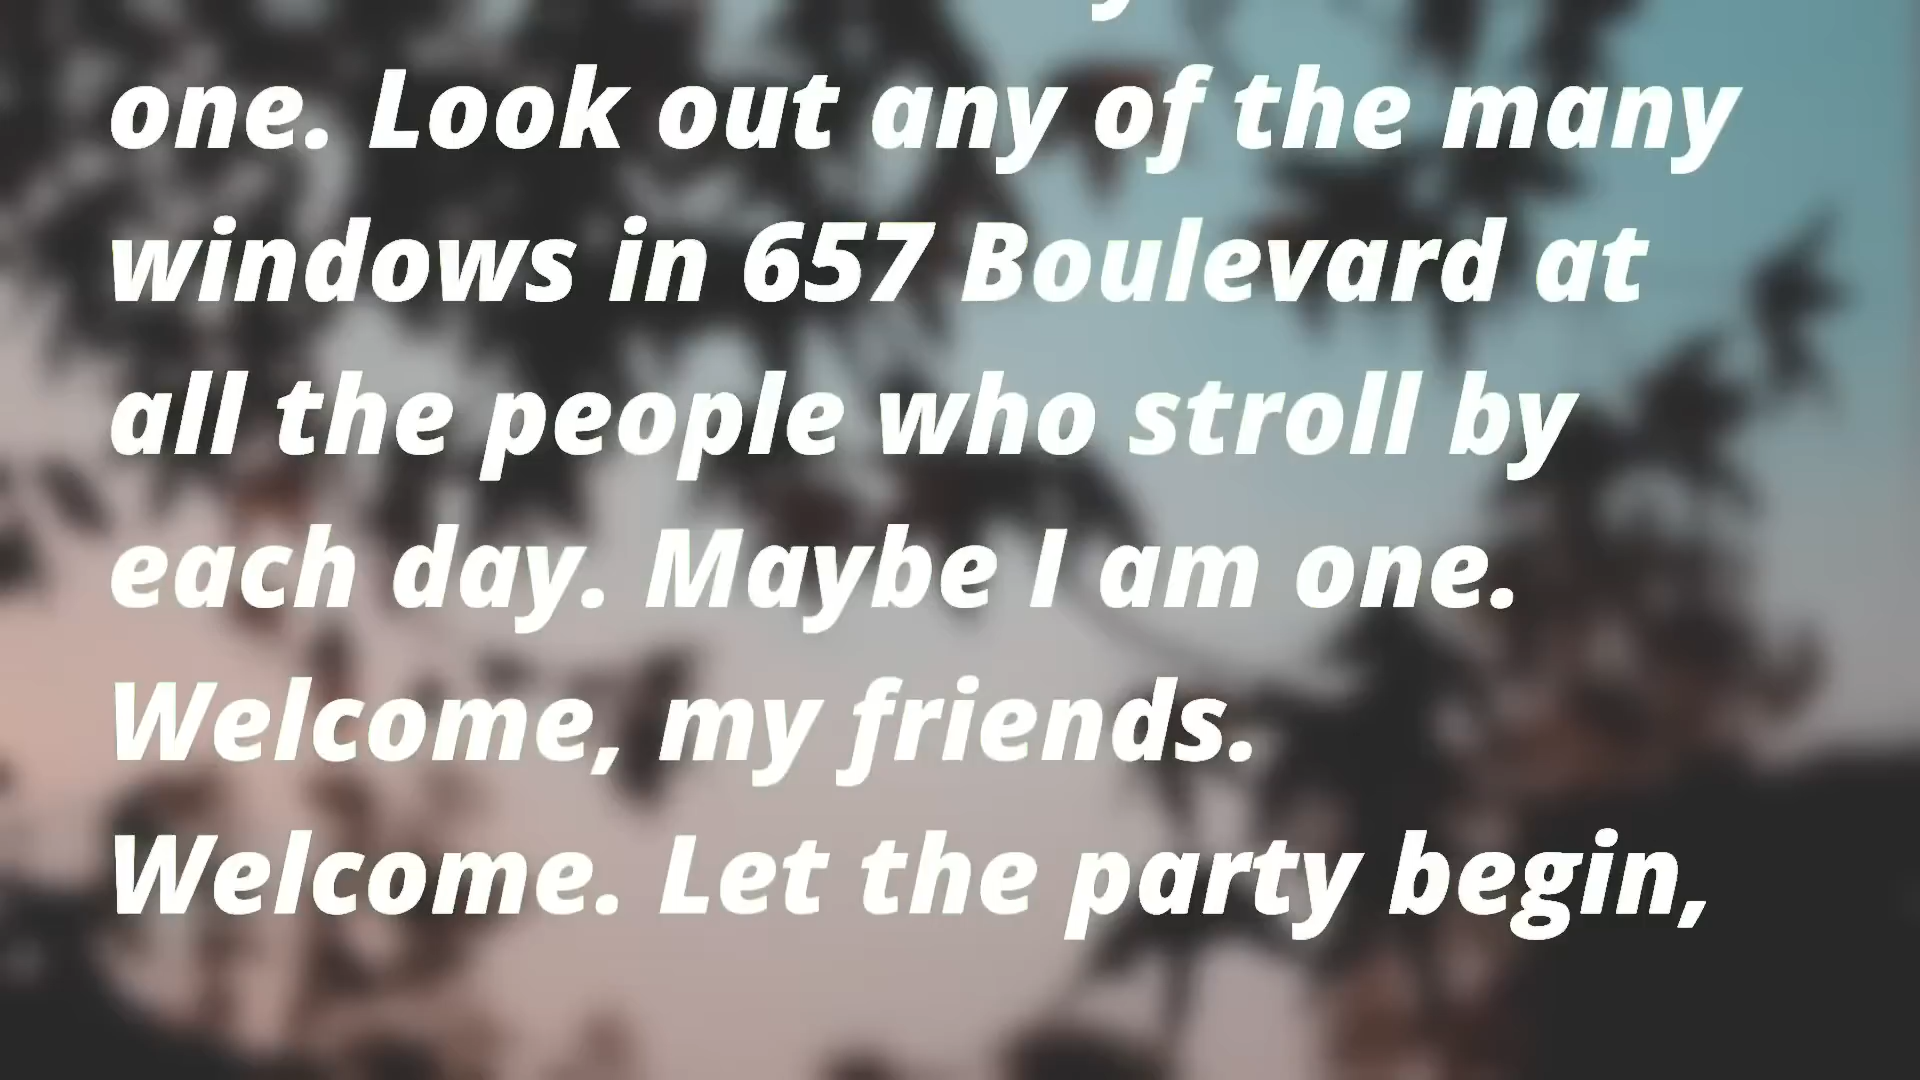 one. Look out any of the many
windows in 657 Boulevard at
all the people who stroll by
each day. Maybe I am one.
Welcome, my friends.
Welcome. Let the party begin,